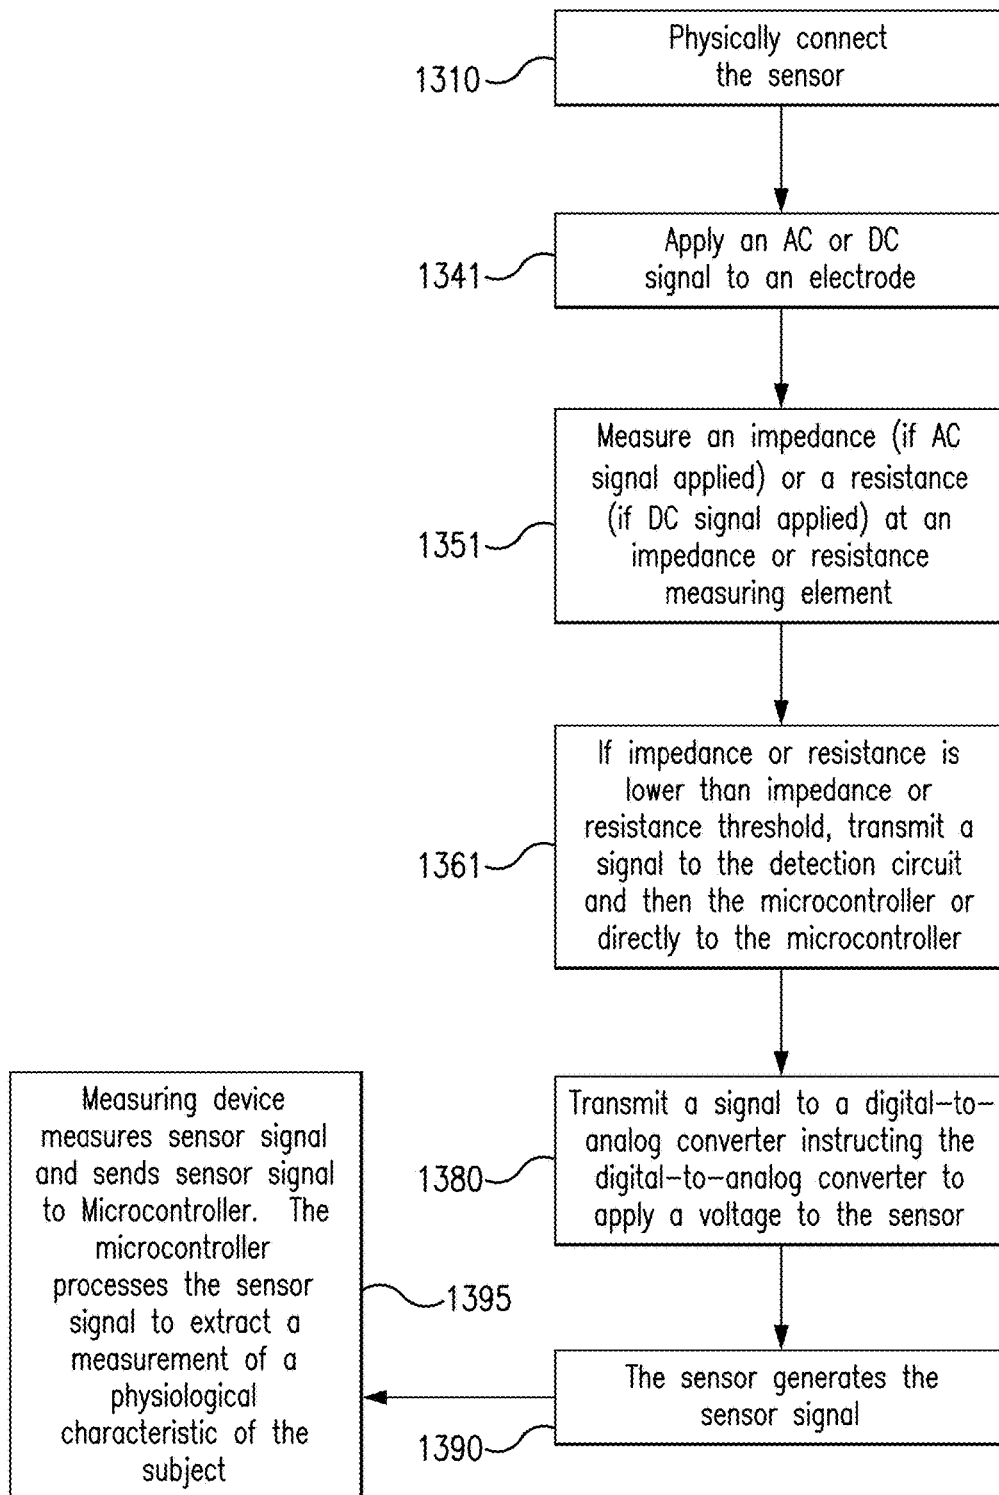 Physically connect
the sensor
1310
Apply an AC or DC
signal to an electrode
1341
Measure an impedance (if AC
signal applied) or a resistance
(if DC signal applied) at an
impedance or resistance
measuring element
1351
If impedance or resistance is
lower than impedance or
resistance threshold, transmit a
signal to the detection circuit
and then the microcontroller or
directly to the microcontroller
1361
Transmit a signal to a digital-to-
analog converter instructing the
digital-to-analog converter to
apply a voltage to the sensor
1380
The sensor generates the
sensor signal
1390
Measuring device
measures sensor signal
and sends sensor signal
to Microcontroller. The
microcontroller
processes the sensor
signal to extract a
measurement of a
physiological
characteristic of the
subject
1395